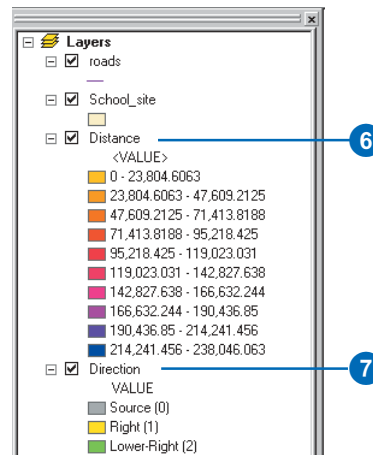 Layers
roads
School_site
Distance
6
<VALUE>
0 - 23,804.6063
23,804.6063 - 47,609.2125
47,609.2125 - 71,413.8188
71,413.8188 - 95,218.425
95,218.425 - 119,023.031
119,023.031 - 142,827.638
142,827.638 - 166,632.244
166,632.244 - 190,436.85
190,436.85 - 214,241.456
214,241.456 - 238,046.063
Direction
7
VALUE
Source (0)
Right (1)
Lower-Right (2)